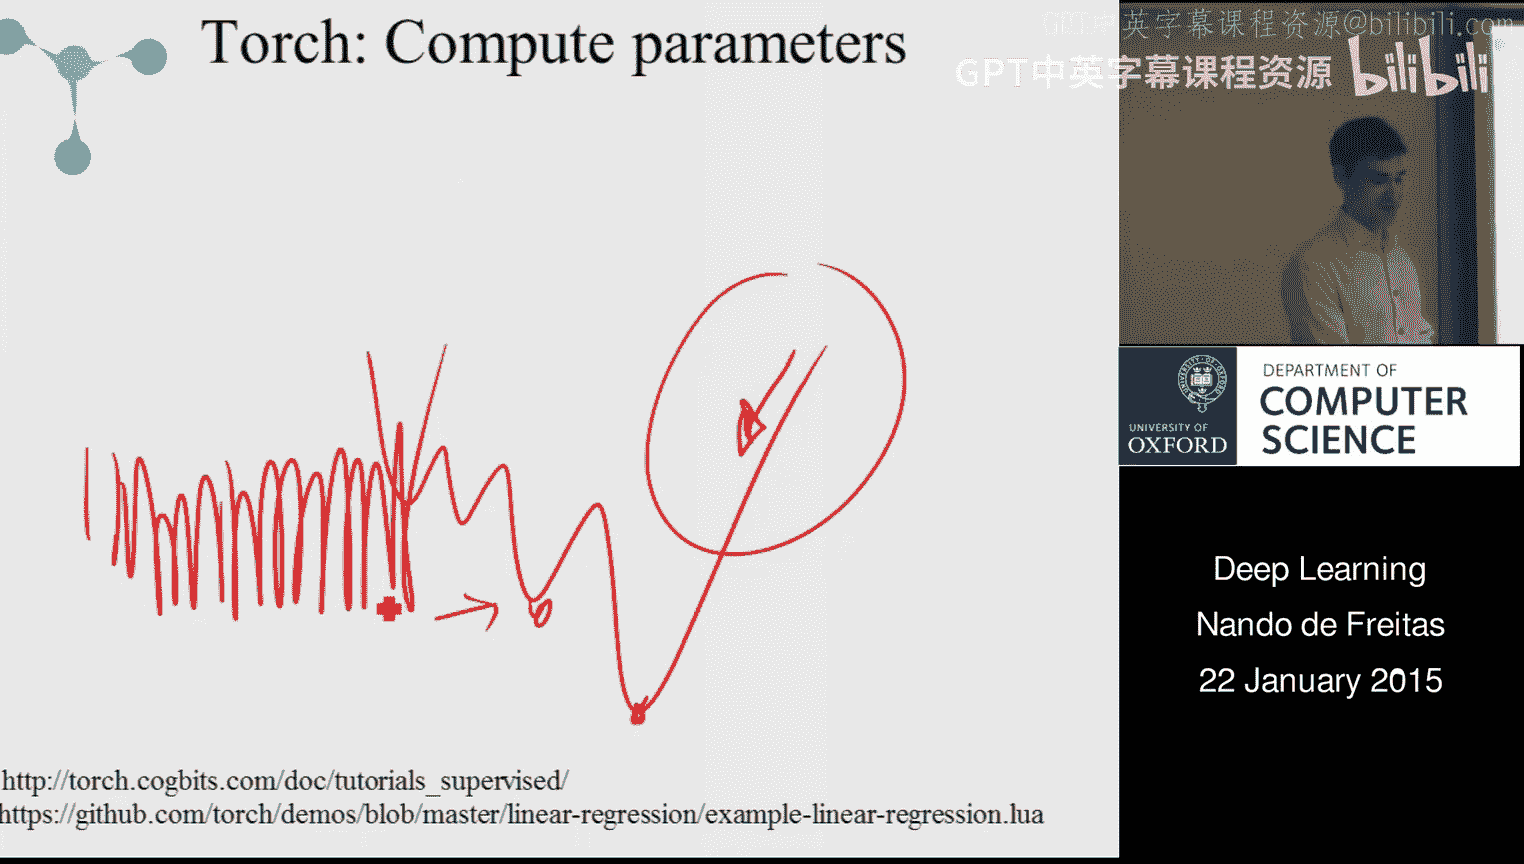 Torch: Compute parameters
GPT中英字幕课程资源@bilibili.com
GPT中英字幕课程资源 bilibili
UNIVERSITY OF
OXFORD
DEPARTMENT OF
COMPUTER
SCIENCE
Deep Learning
Nando de Freitas
22 January 2015
http://torch.cogbits.com/doc/tutorials_supervised/
https://github.com/torch/demos/blob/master/linear-regression/example-linear-regression.lua